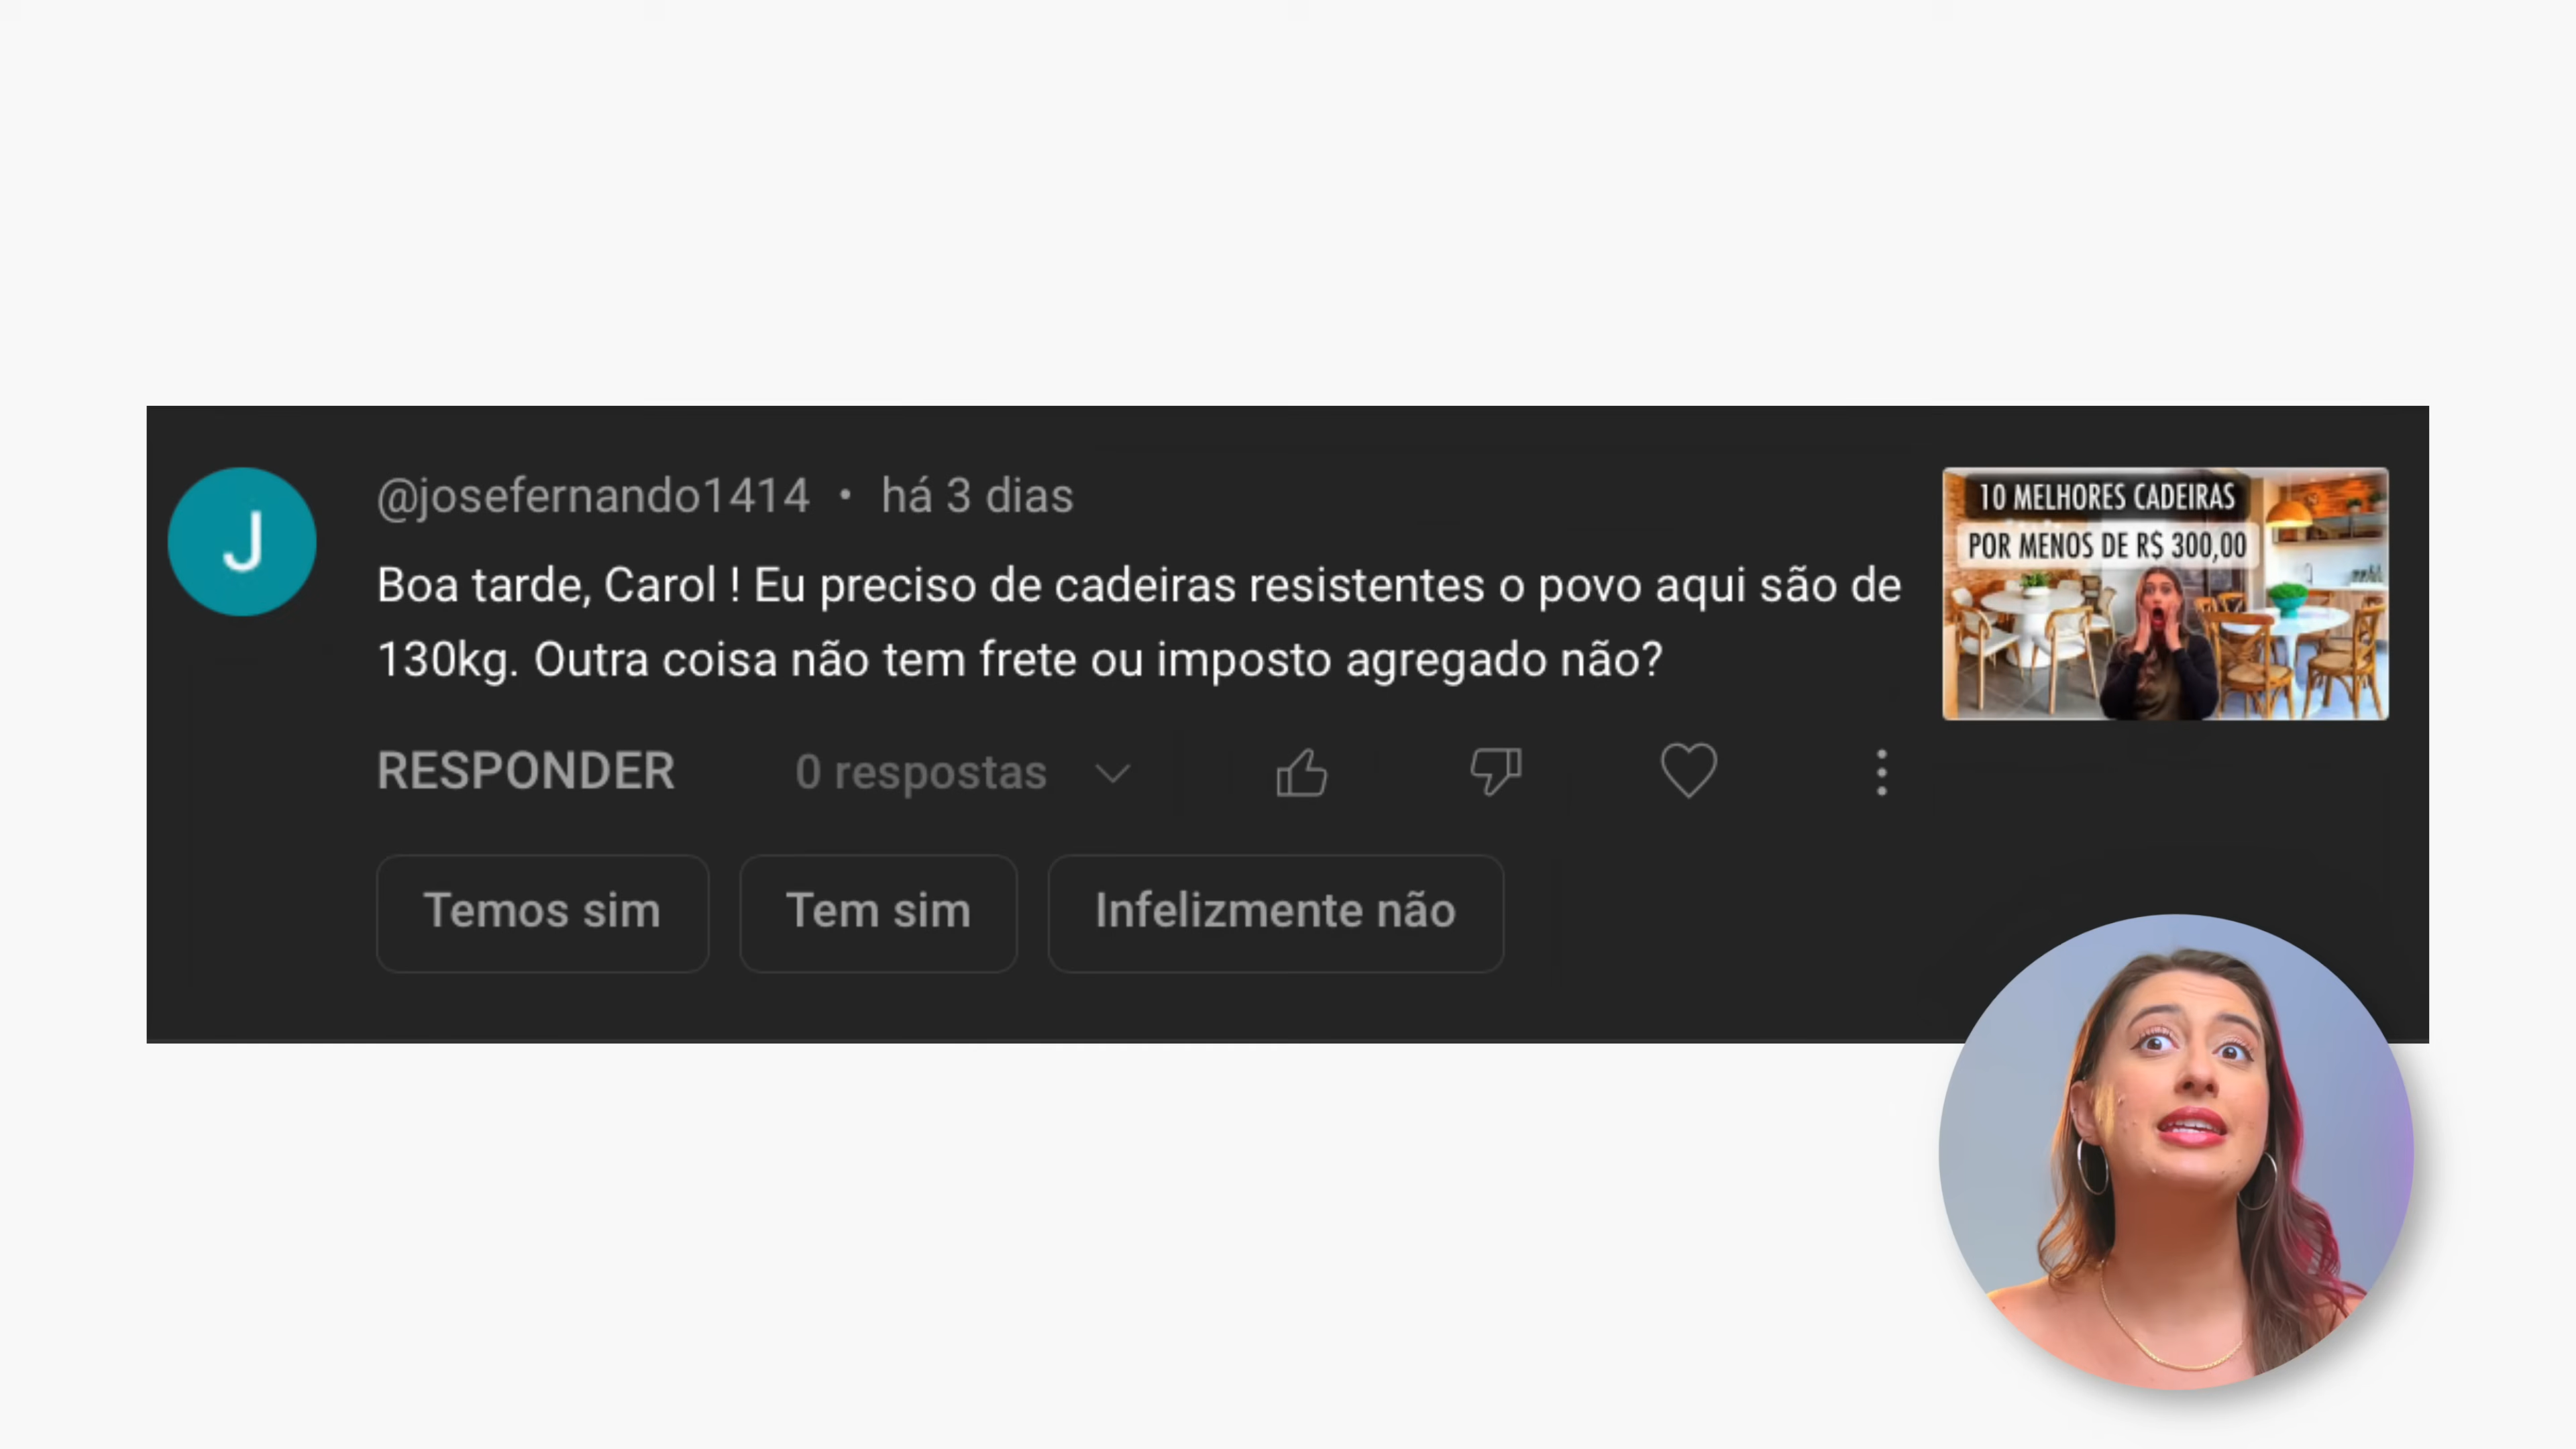 J
@josefernando1414 • há 3 dias
Boa tarde, Carol ! Eu preciso de cadeiras resistentes o povo aqui são de
130kg. Outra coisa não tem frete ou imposto agregado não?
10 MELHORES CADEIRAS
POR MENOS DE R$ 300,00
RESPONDER 0 respostas
Temos sim Tem sim Infelizmente não